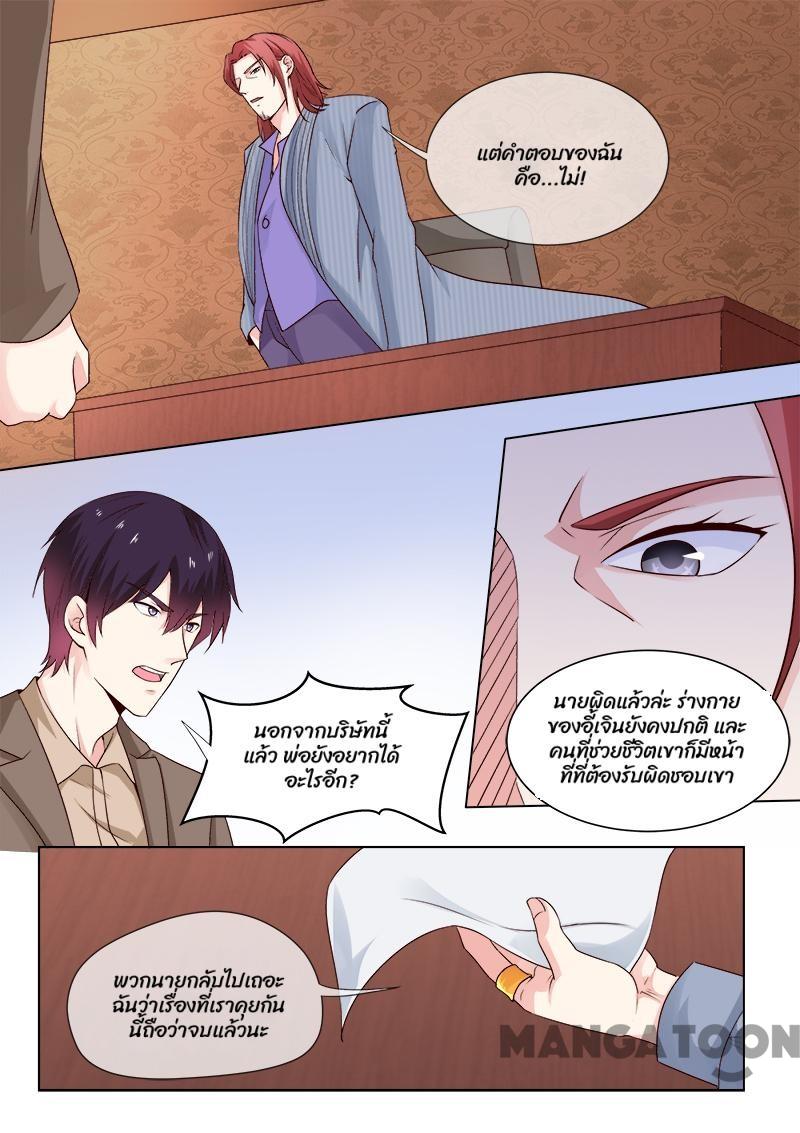 แต่คำตอบของฉัน
คือ...ไม่!
นอกจากบริษัทนี้
แล้ว พ่อยังอยากได้
อะไรอีก?
นายผิดแล้วล่ะ ร่างกาย
ของอี้เจินยังคงปกติ และ
คนที่ช่วยชีวิตเขาก็มีหน้า
ที่ที่ต้องรับผิดชอบเขา
พวกนายกลับไปเถอะ
ฉันว่าเรื่องที่เราคุยกัน
นี้ถือว่าจบแล้วนะ
MANGATOON